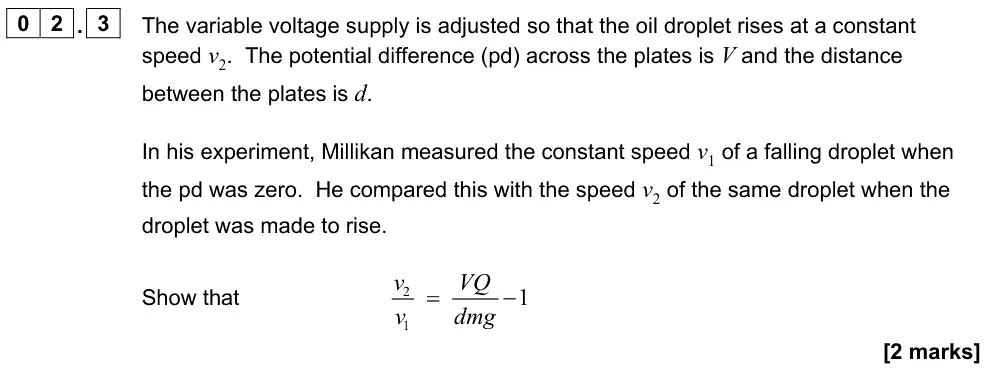 02.3 The variable voltage supply is adjusted so that the oil droplet rises at a constant
speed v₂. The potential difference (pd) across the plates is V and the distance
between the plates is d.
In his experiment, Millikan measured the constant speed v₁ of a falling droplet when
the pd was zero. He compared this with the speed v₂ of the same droplet when the
droplet was made to rise.
Show that v₂/v₁ = VQ/dmg − 1
[2 marks]